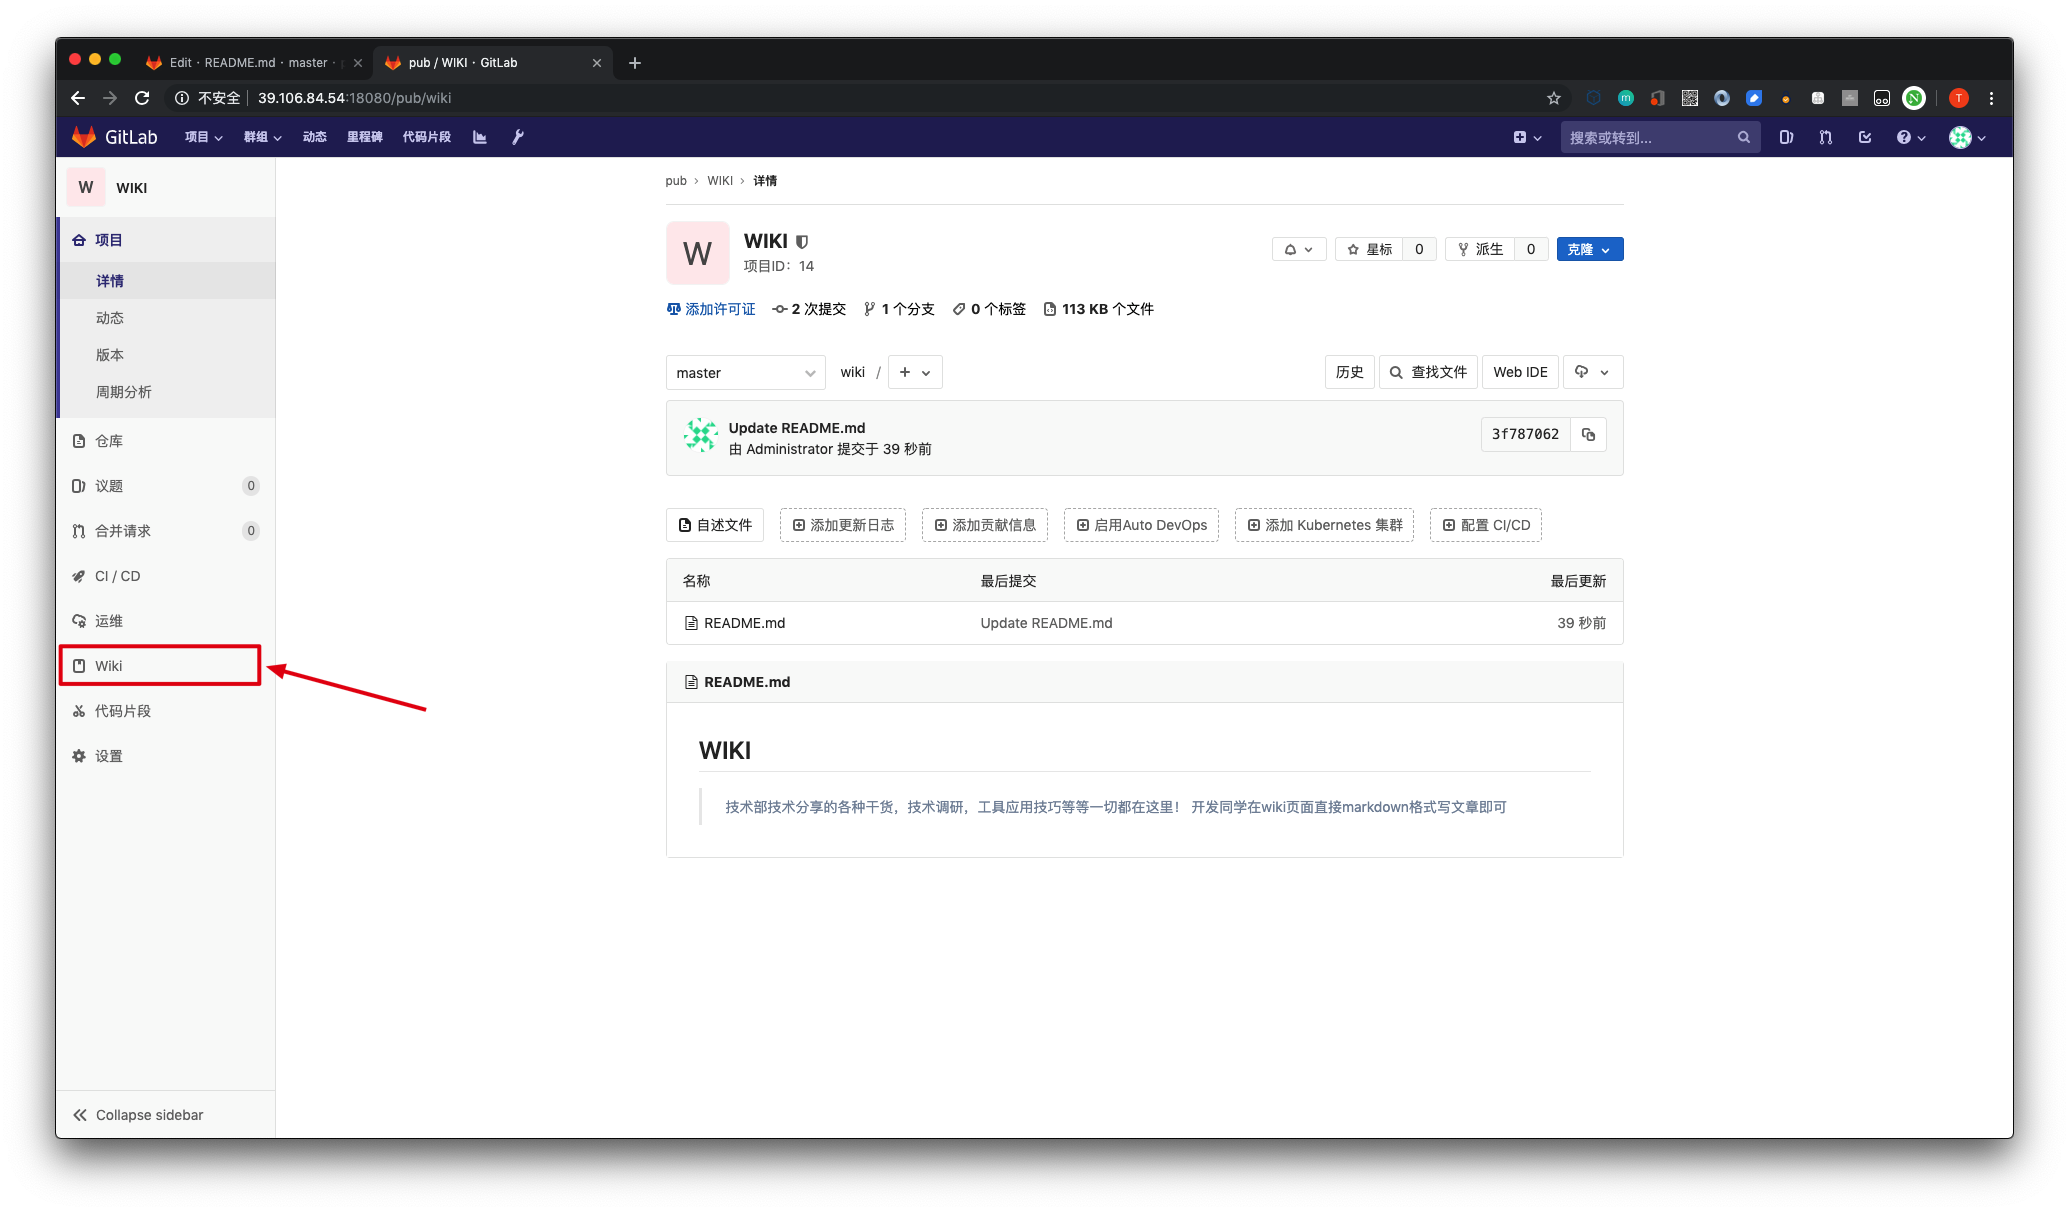 Edit · README.md · master ·
pub / WIKI · GitLab
不安全
39.106.84.54:18080/pub/wiki
GitLab
项目
群组
动态
里程碑
代码片段
搜索或转到...
W WIKI
项目
详情
动态
版本
周期分析
仓库
议题 0
合并请求 0
CI / CD
运维
Wiki
代码片段
设置
Collapse sidebar
pub › WIKI › 详情
W
WIKI
项目ID: 14
星标 0
派生 0
克隆
添加许可证 2 次提交 1 个分支 0 个标签 113 KB 个文件
master
wiki / +
历史
查找文件
Web IDE
Update README.md
由 Administrator 提交于 39 秒前
3f787062
自述文件
添加更新日志
添加贡献信息
启用Auto DevOps
添加 Kubernetes 集群
配置 CI/CD
名称 最后提交 最后更新
README.md Update README.md 39 秒前
README.md
WIKI
技术部技术分享的各种干货，技术调研，工具应用技巧等等一切都在这里！ 开发同学在wiki页面直接markdown格式写文章即可